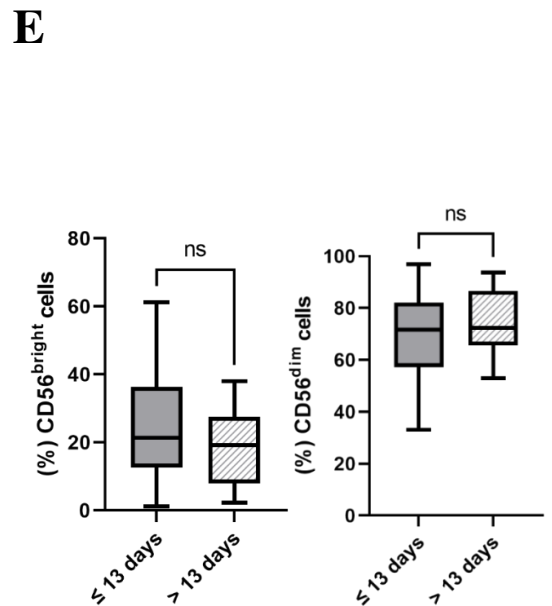 E
ns
80
60
40
20
0
(%) CD56bright cells
≤ 13 days
> 13 days
ns
100
80
60
40
20
0
(%) CD56dim cells
≤ 13 days
> 13 days